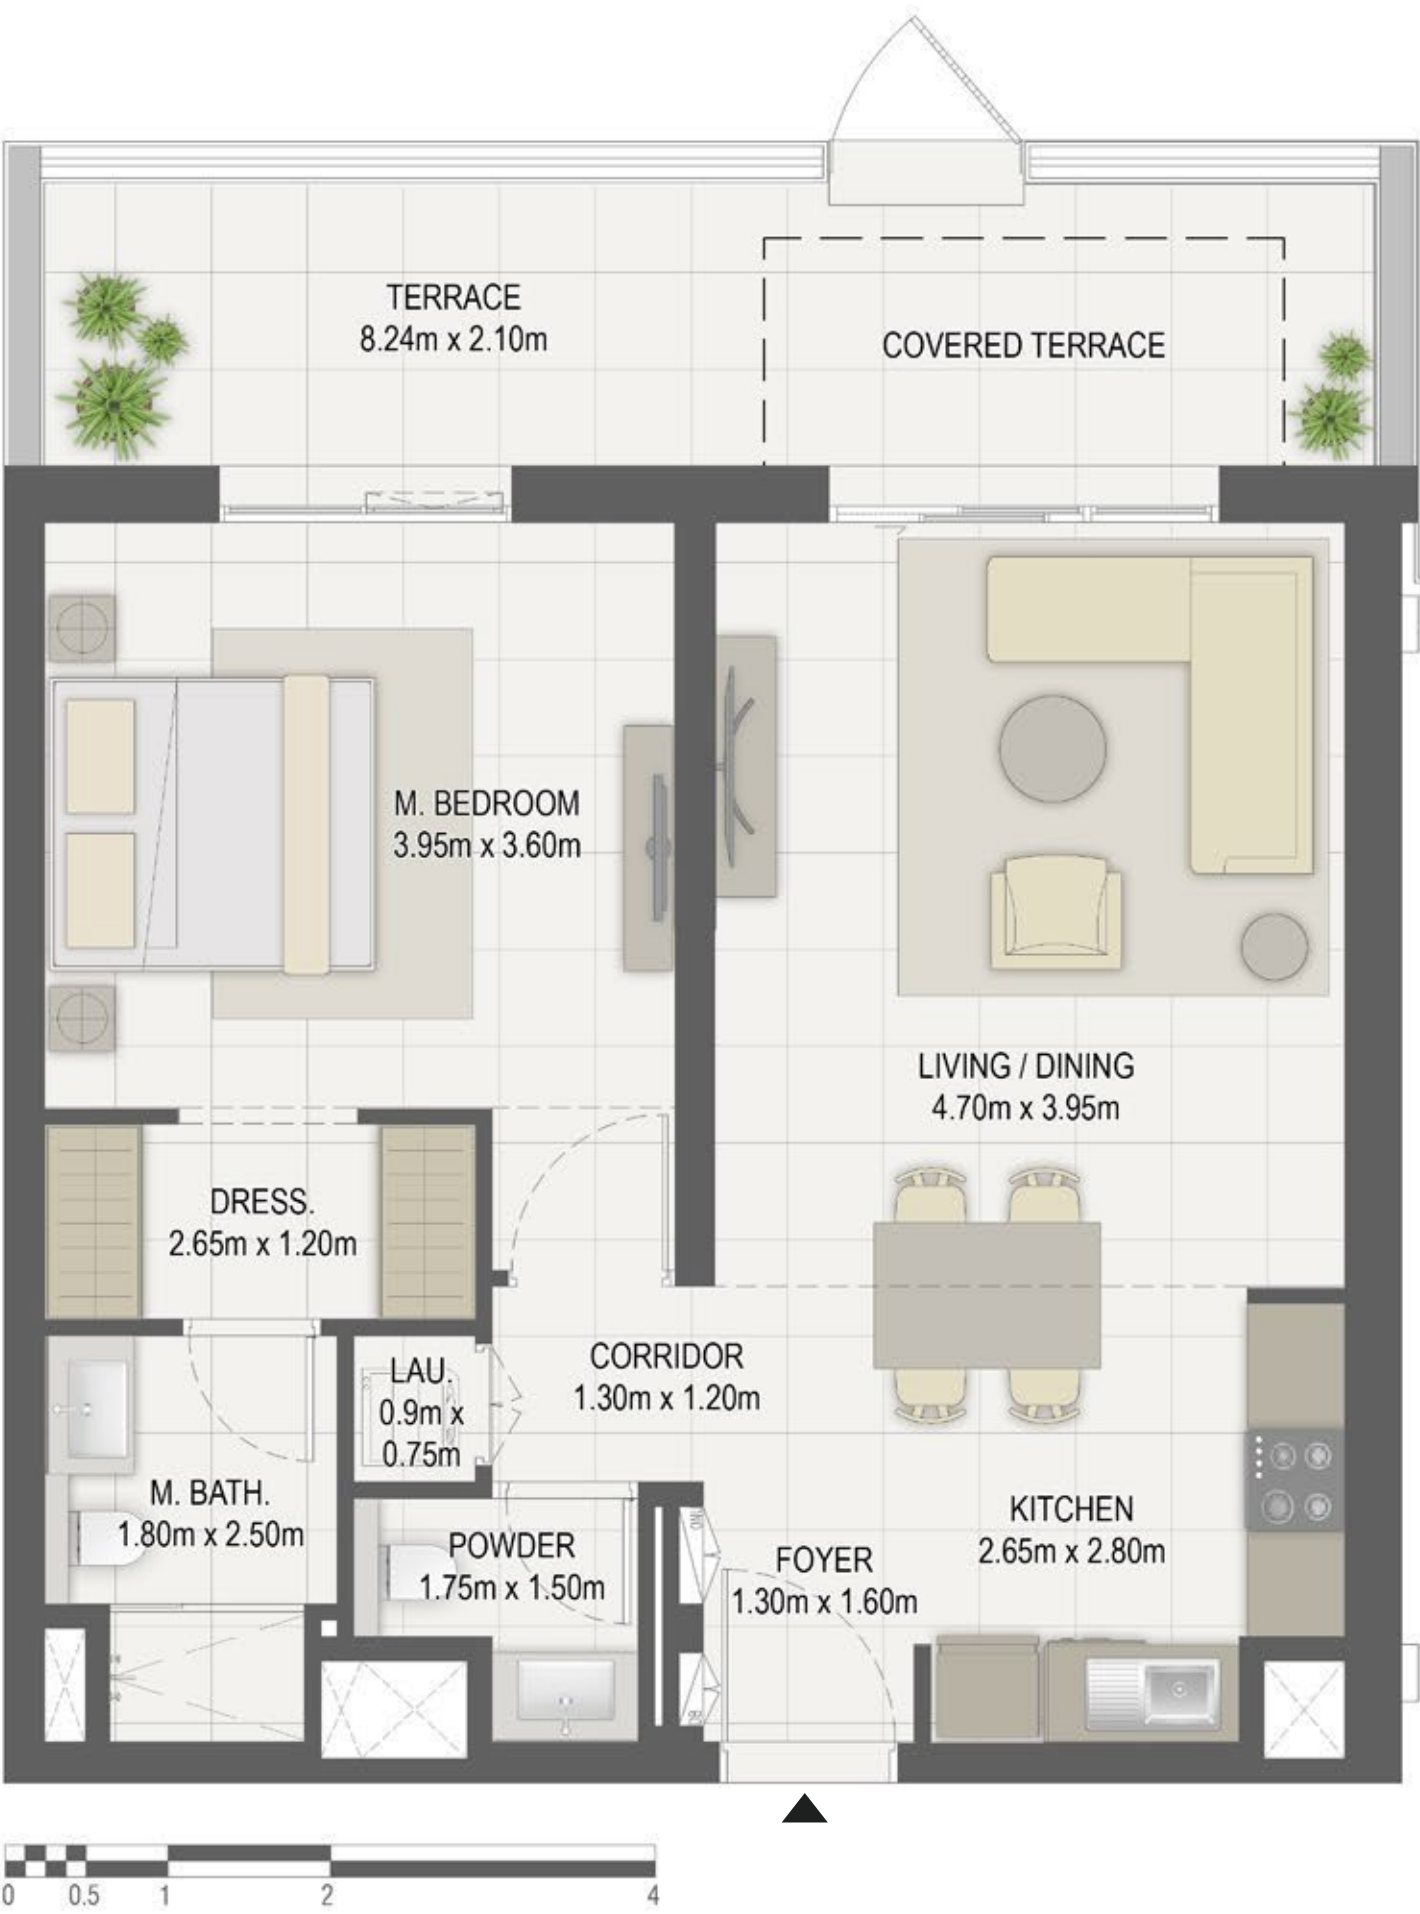 TERRACE
8.24m x 2.10m
COVERED TERRACE
M. BEDROOM
3.95m x 3.60m
LIVING / DINING
4.70m x 3.95m
DRESS.
2.65m x 1.20m
CORRIDOR
1.30m x 1.20m
LAU.
0.9m x
0.75m
M. BATH.
1.80m x 2.50m
POWDER
1.75m x 1.50m
FOYER
1.30m x 1.60m
KITCHEN
2.65m x 2.80m
0 0.5 1 2 4